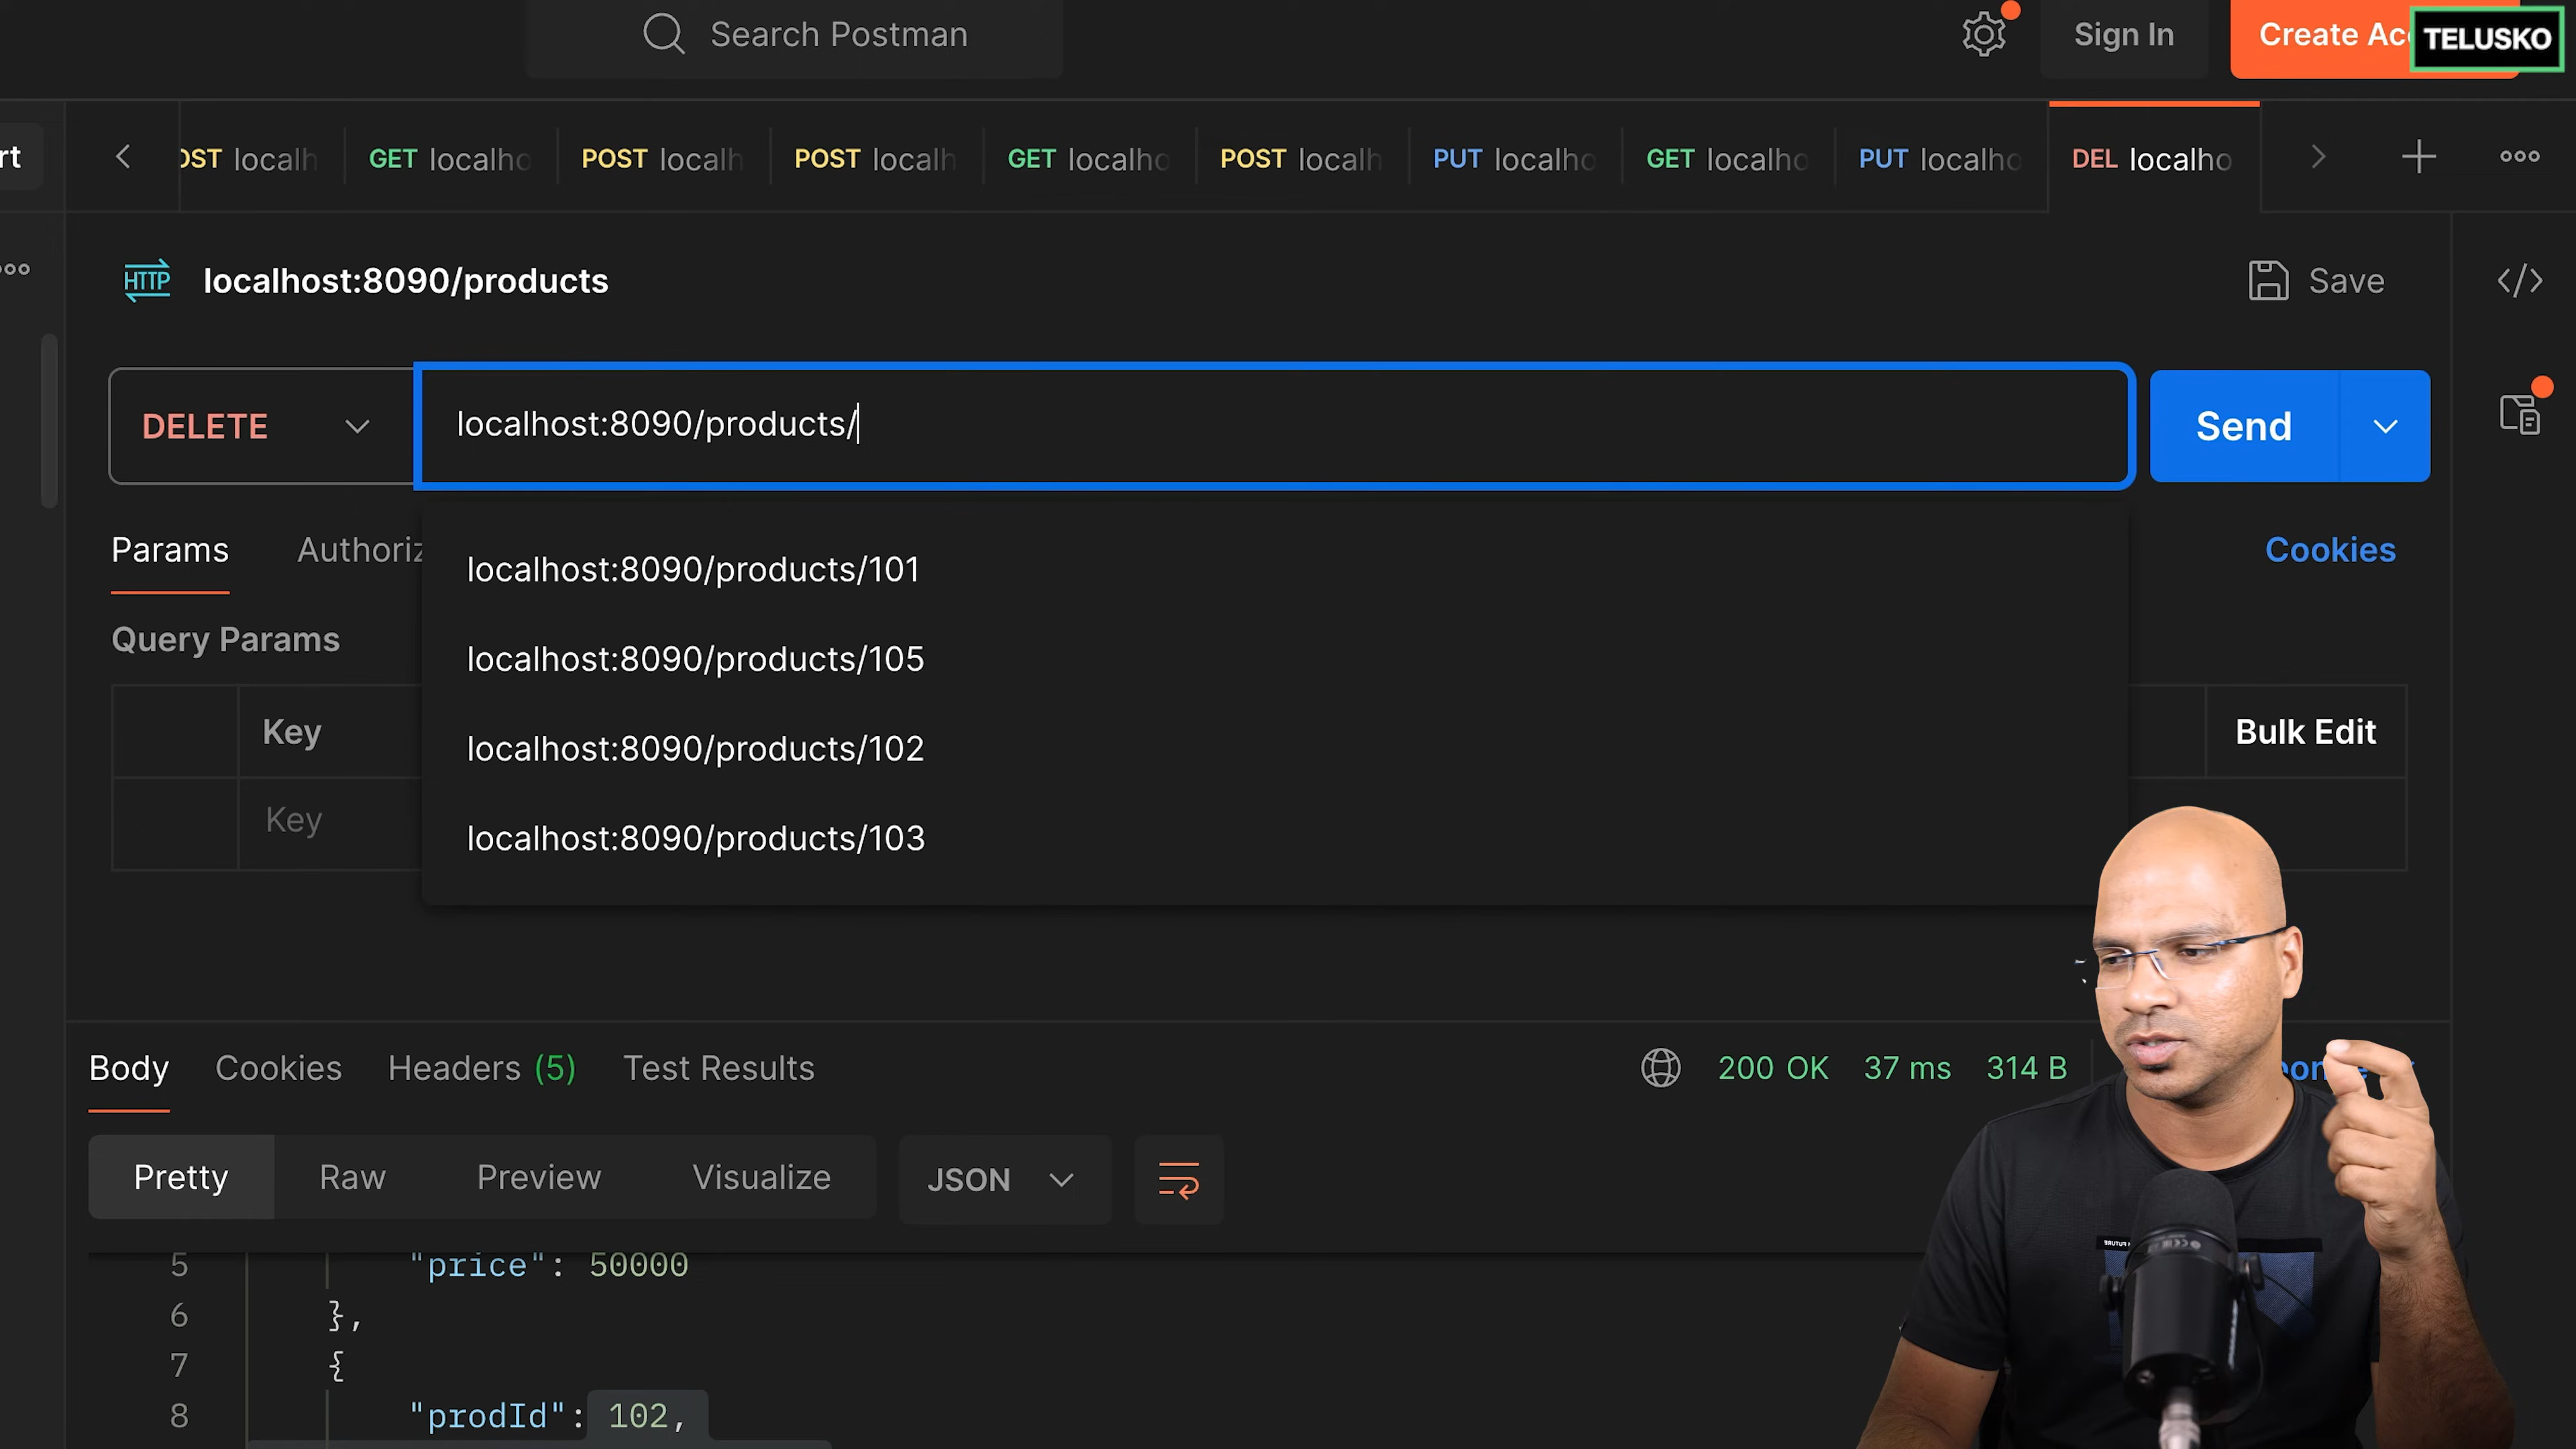 Search Postman
Sign In
Create Acc
TELUSKO
rt
OST localh
GET localho
POST localh
POST localh
GET localho
POST localh
PUT localho
GET localho
PUT localho
DEL localho
HTTP localhost:8090/products
Save
DELETE
localhost:8090/products/
Send
Params
Authoriz
Cookies
localhost:8090/products/101
Query Params
localhost:8090/products/105
Key
localhost:8090/products/102
Bulk Edit
Key
localhost:8090/products/103
Body
Cookies
Headers (5)
Test Results
200 OK
37 ms
314 B
Pretty
Raw
Preview
Visualize
JSON
5 "price": 50000
6 },
7 {
8 "prodId": 102,